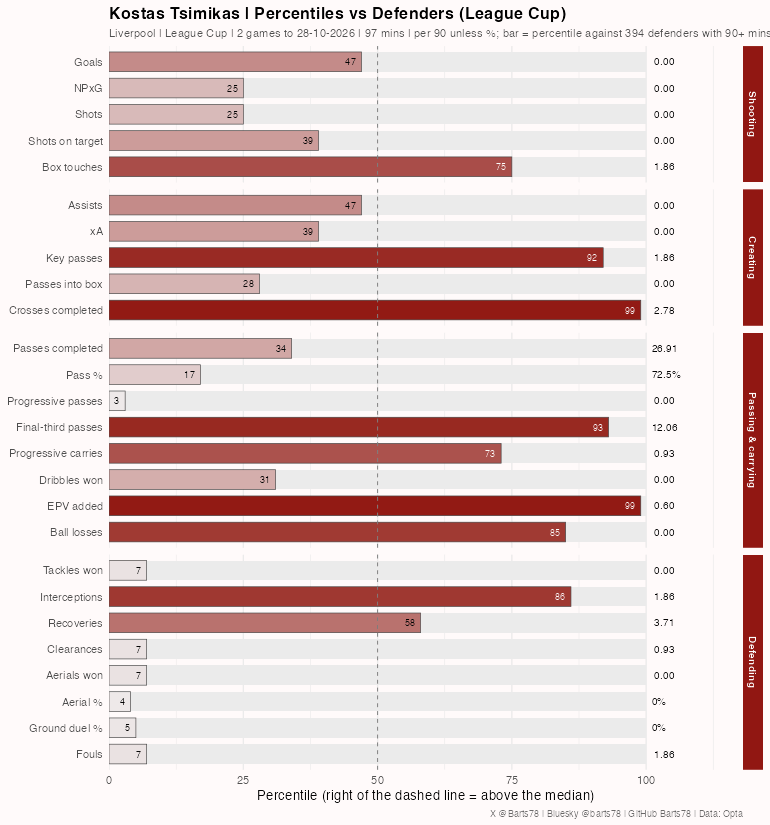 Kostas Tsimikas | Percentiles vs Defenders (League Cup)
Liverpool | League Cup | 2 games to 28-10-2026 | 97 mins | per 90 unless %; bar = percentile against 394 defenders with 90+ mins
Goals 47 0.00
NPxG 25 0.00
Shots 25 0.00
Shots on target 39 0.00
Box touches 75 1.86
Shooting
Assists 47 0.00
xA 39 0.00
Key passes 92 1.86
Passes into box 28 0.00
Crosses completed 99 2.78
Creating
Passes completed 34 26.91
Pass % 17 72.5%
Progressive passes 3 0.00
Final-third passes 93 12.06
Progressive carries 73 0.93
Dribbles won 31 0.00
EPV added 99 0.60
Ball losses 85 0.00
Passing & carrying
Tackles won 7 0.00
Interceptions 86 1.86
Recoveries 58 3.71
Clearances 7 0.93
Aerials won 7 0.00
Aerial % 4 0%
Ground duel % 5 0%
Fouls 7 1.86
Defending
0 25 50 75 100
Percentile (right of the dashed line = above the median)
X @Barts78 | Bluesky @barts78 | GitHub Barts78 | Data: Opta